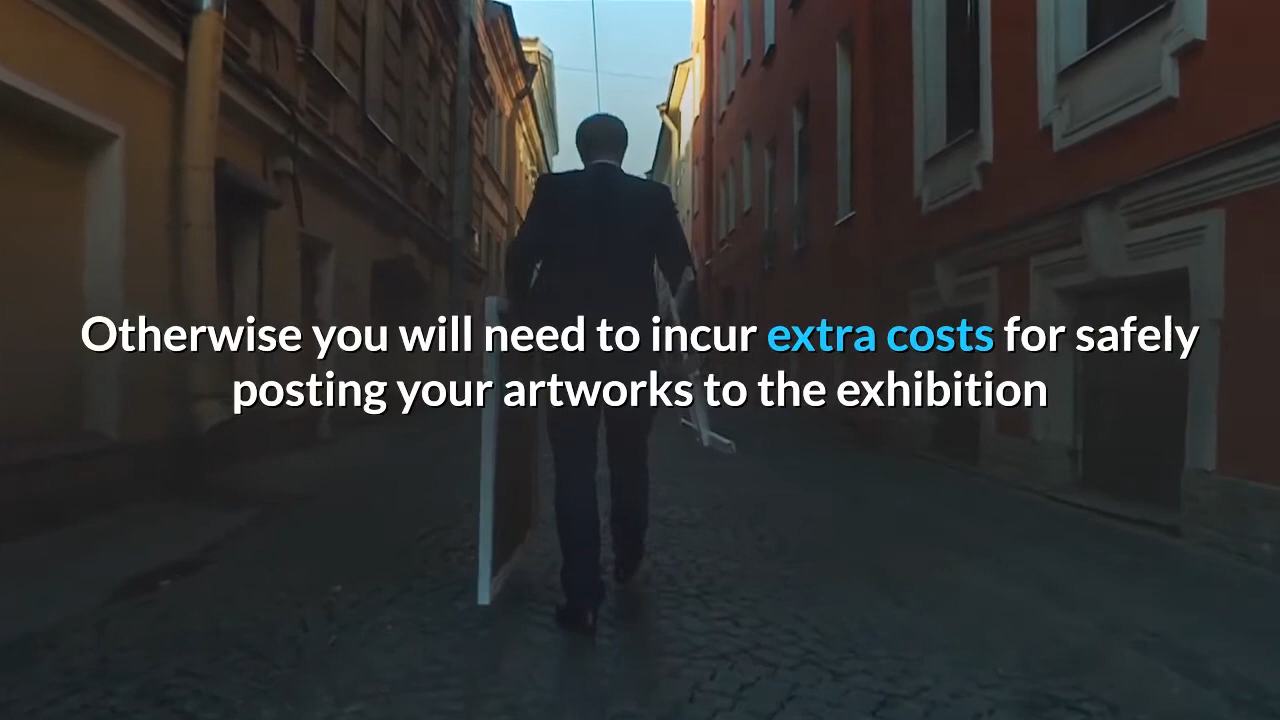 Otherwise you will need to incur extra costs for safely
posting your artworks to the exhibition